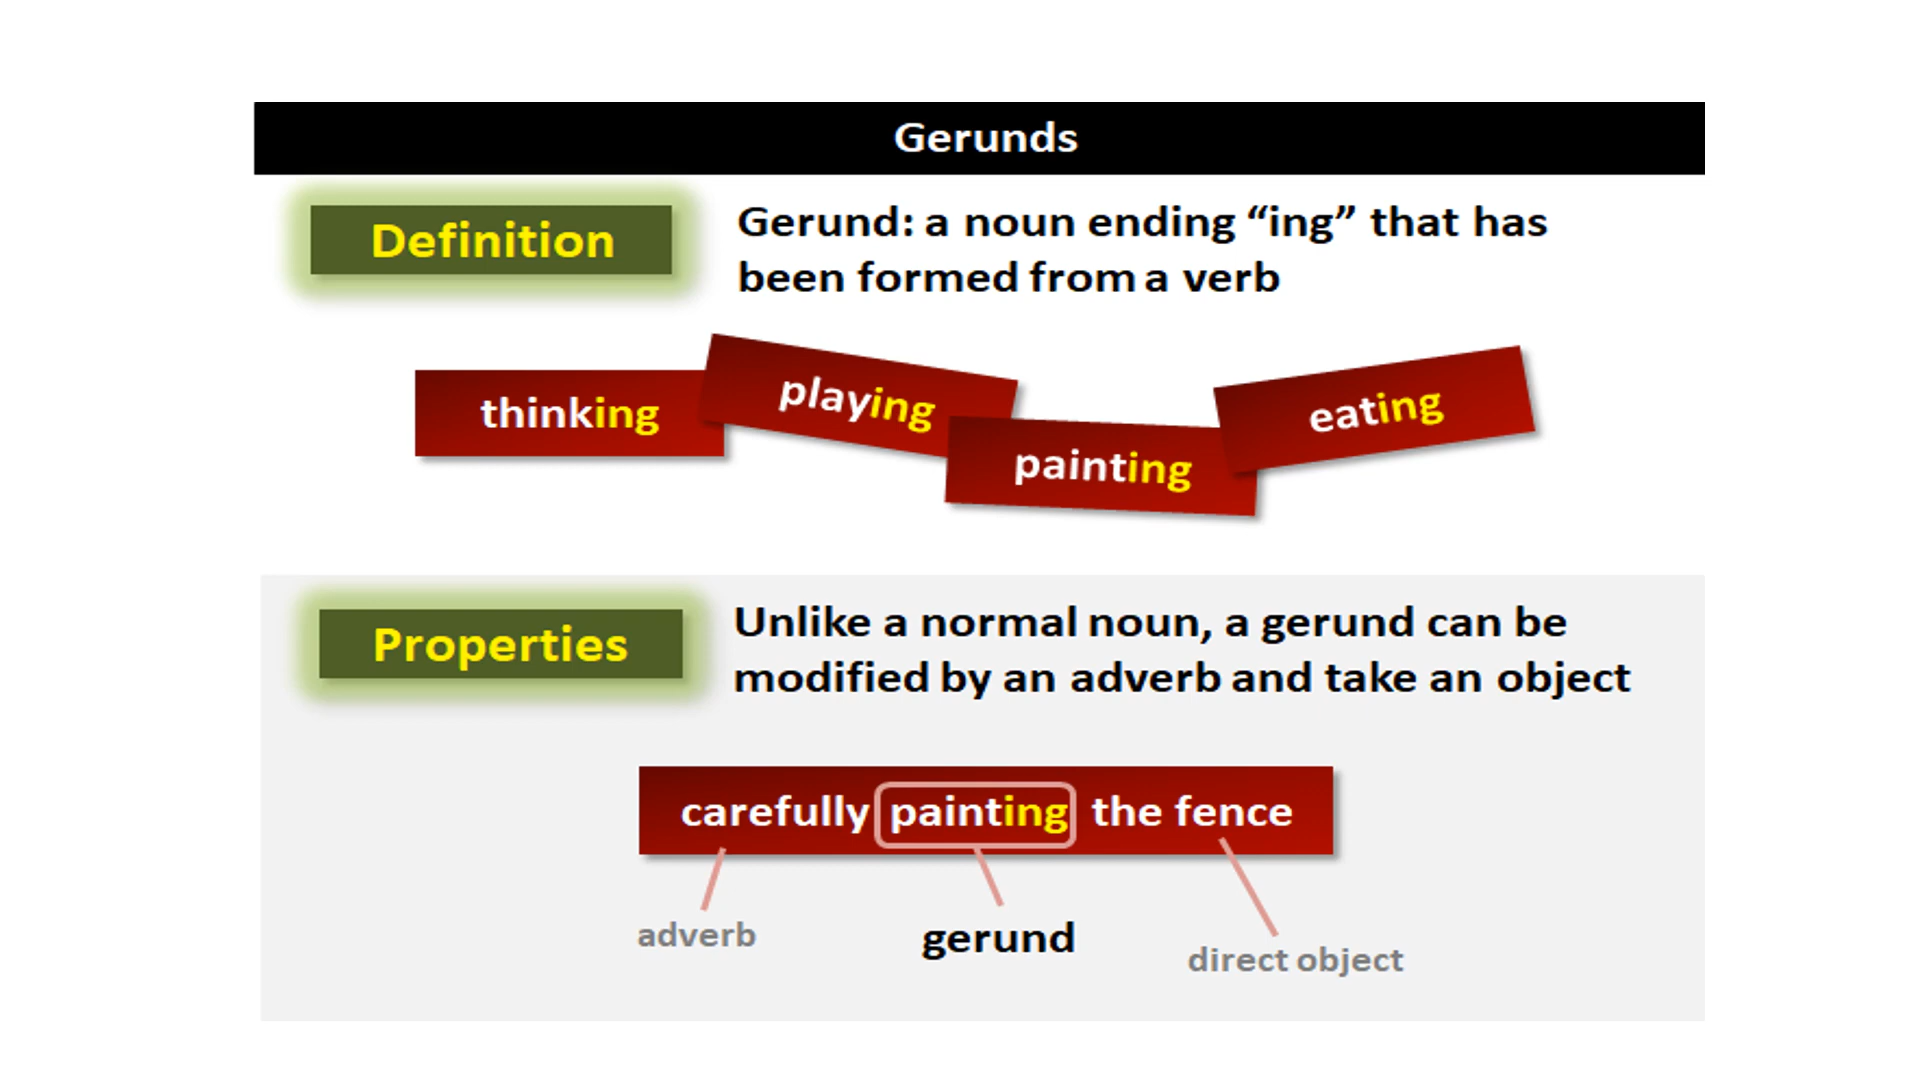 Gerunds
Definition
Gerund: a noun ending “ing” that has
been formed from a verb
thinking
playing
painting
eating
Properties
Unlike a normal noun, a gerund can be
modified by an adverb and take an object
carefully painting the fence
adverb
gerund
direct object